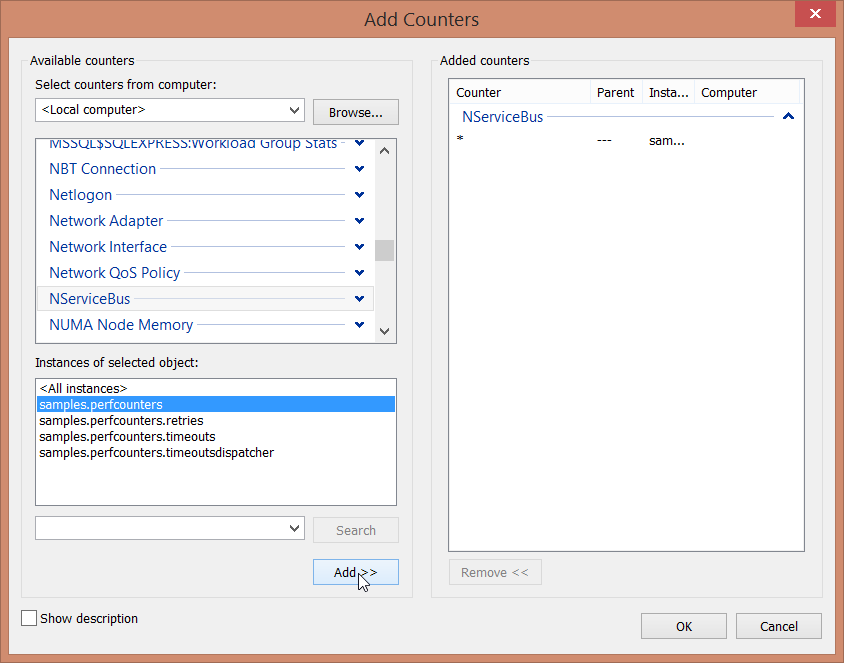 Add Counters
Available counters
Select counters from computer:
<Local computer>
Browse...
MSSQL$SQLEXPRESS:Workload Group Stats
NBT Connection
Netlogon
Network Adapter
Network Interface
Network QoS Policy
NServiceBus
NUMA Node Memory
Instances of selected object:
<All instances>
samples.perfcounters
samples.perfcounters.retries
samples.perfcounters.timeouts
samples.perfcounters.timeoutsdispatcher
Search
Add >>
Show description
Added counters
Counter Parent Insta... Computer
NServiceBus
* --- sam...
Remove <<
OK Cancel